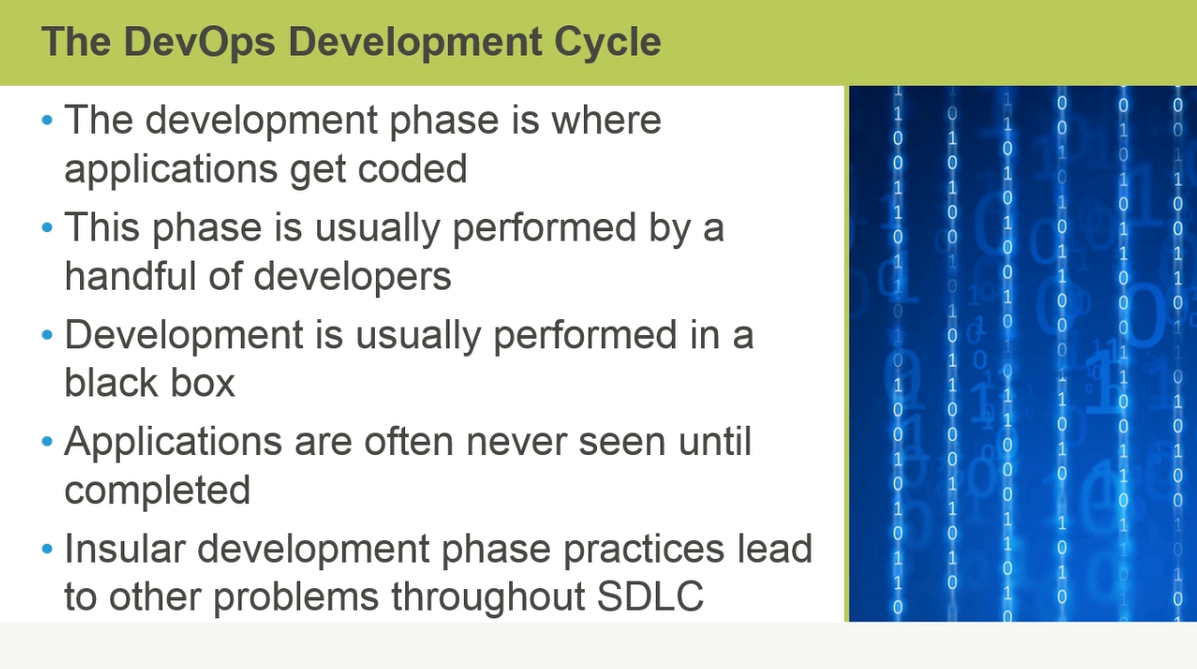 The DevOps Development Cycle
• The development phase is where
applications get coded
• This phase is usually performed by a
handful of developers
• Development is usually performed in a
black box
• Applications are often never seen until
completed
• Insular development phase practices lead
to other problems throughout SDLC